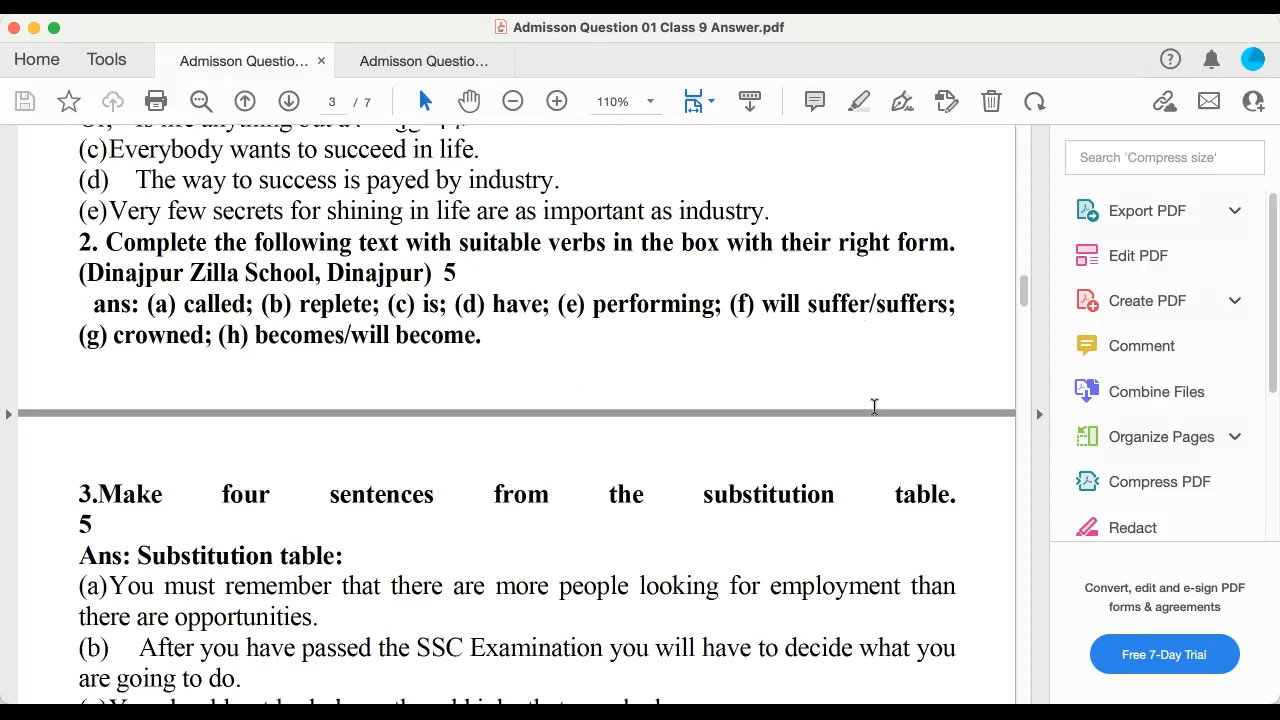 Admisson Question 01 Class 9 Answer.pdf
Home Tools Admissson Questio... × Admisson Questio...
3 / 7 110%
(c)Everybody wants to succeed in life.
(d) The way to success is payed by industry.
(e)Very few secrets for shining in life are as important as industry.
2. Complete the following text with suitable verbs in the box with their right form.
(Dinajpur Zilla School, Dinajpur) 5
ans: (a) called; (b) replete; (c) is; (d) have; (e) performing; (f) will suffer/suffers;
(g) crowned; (h) becomes/will become.
3.Make four sentences from the substitution table.
5
Ans: Substitution table:
(a)You must remember that there are more people looking for employment than
there are opportunities.
(b) After you have passed the SSC Examination you will have to decide what you
are going to do.
Search 'Compress size'
Export PDF
Edit PDF
Create PDF
Comment
Combine Files
Organize Pages
Compress PDF
Redact
Convert, edit and e-sign PDF
forms & agreements
Free 7-Day Trial